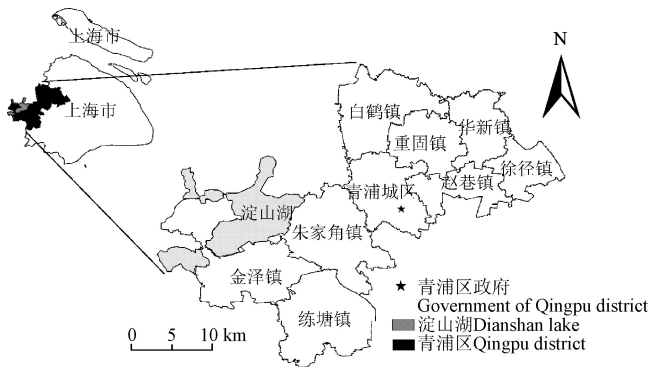 上海市
上海市
N
白鹤镇
华新镇
重固镇
徐径镇
赵巷镇
青浦城区
淀山湖
朱家角镇
金泽镇
练塘镇
0 5 10 km
青浦区政府
Government of Qingpu district
淀山湖Dianshan lake
青浦区Qingpu district